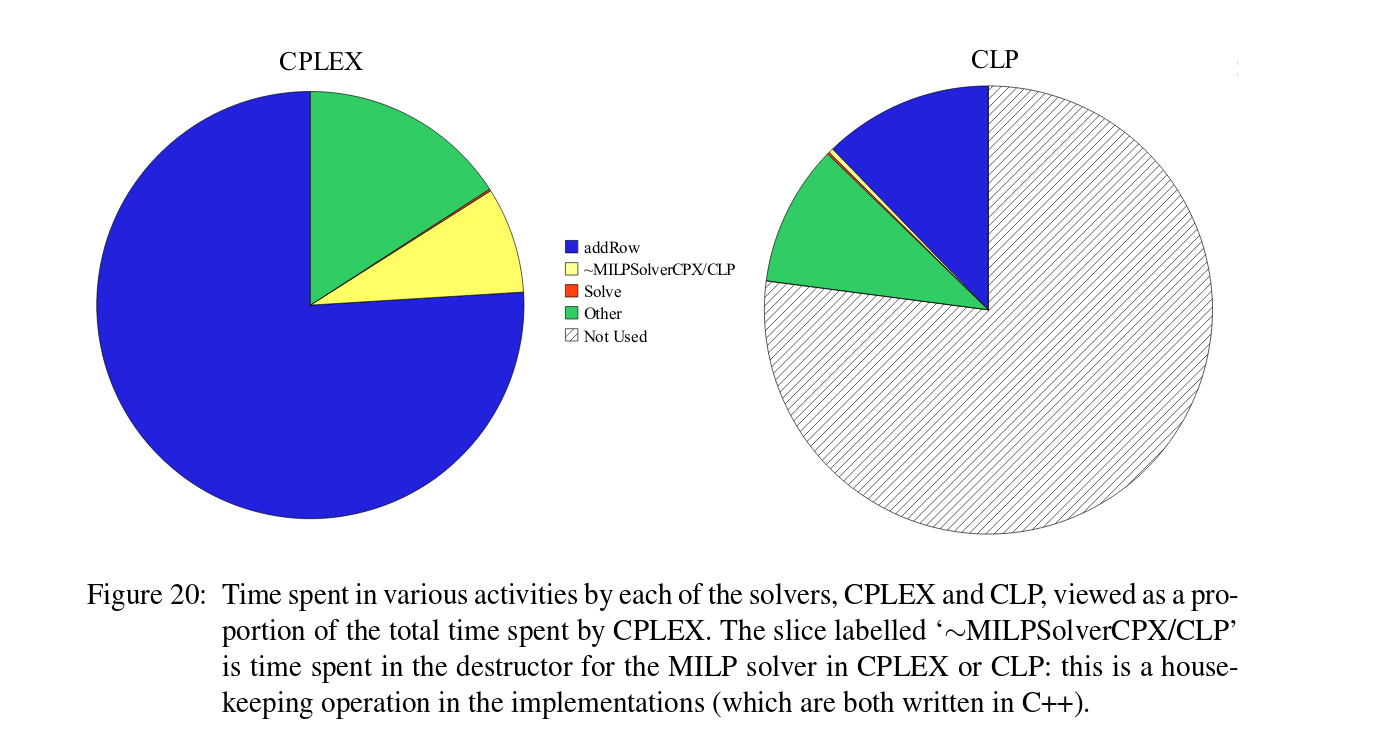 CPLEX
CLP
addRow
~MILPSolverCPX/CLP
Solve
Other
Not Used
Figure 20: Time spent in various activities by each of the solvers, CPLEX and CLP, viewed as a pro-
portion of the total time spent by CPLEX. The slice labelled ‘∼MILPSolverCPX/CLP’
is time spent in the destructor for the MILP solver in CPLEX or CLP: this is a house-
keeping operation in the implementations (which are both written in C++).